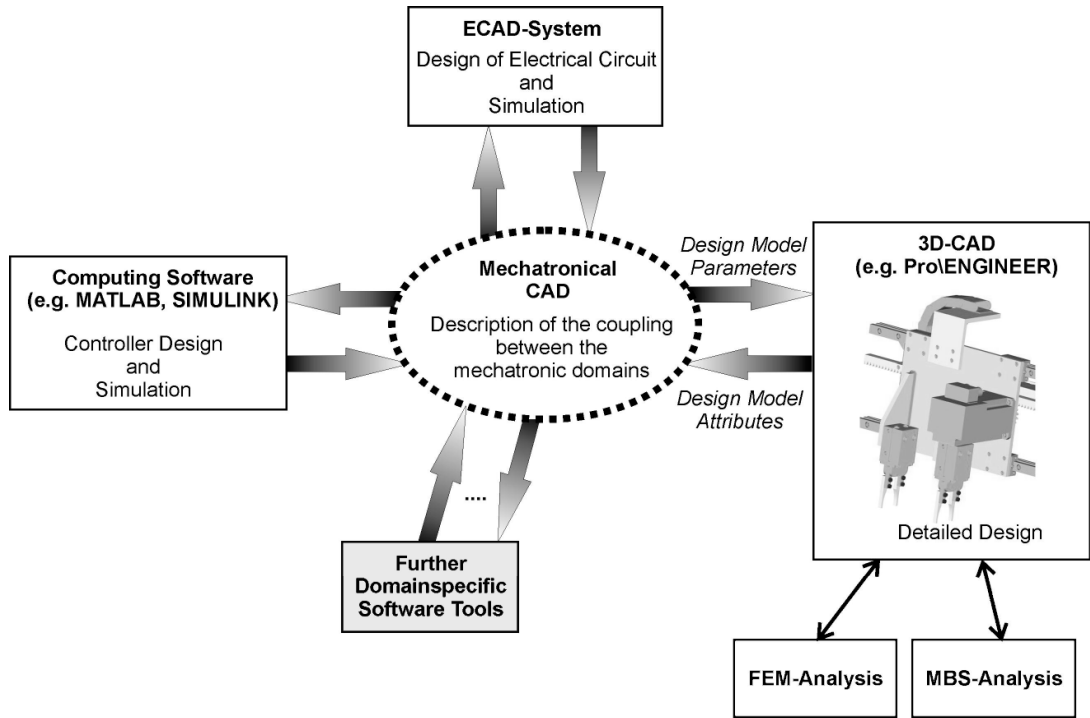 ECAD-System
Design of Electrical Circuit
and
Simulation
Computing Software
(e.g. MATLAB, SIMULINK)
Controller Design
and
Simulation
Mechatronical
CAD
Description of the coupling
between the
mechatronic domains
Design Model
Parameters
Design Model
Attributes
3D-CAD
(e.g. Pro\ENGINEER)
Detailed Design
....
Further
Domainspecific
Software Tools
FEM-Analysis
MBS-Analysis